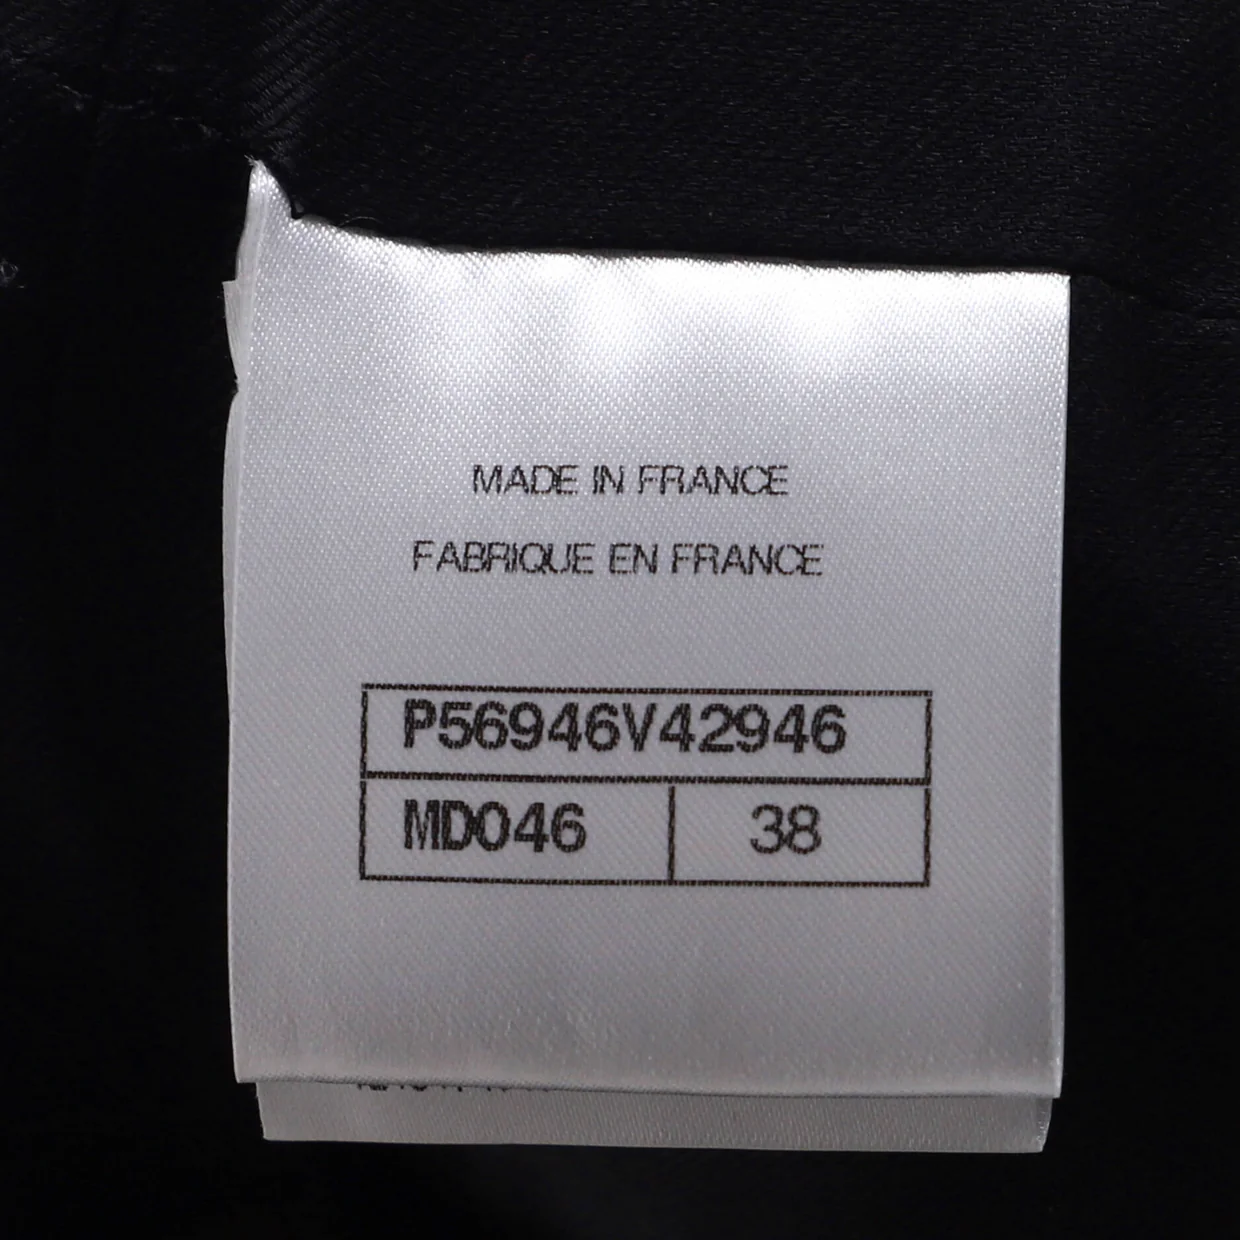 MADE IN FRANCE
FABRIQUE EN FRANCE
P56946V42946
MD046 38